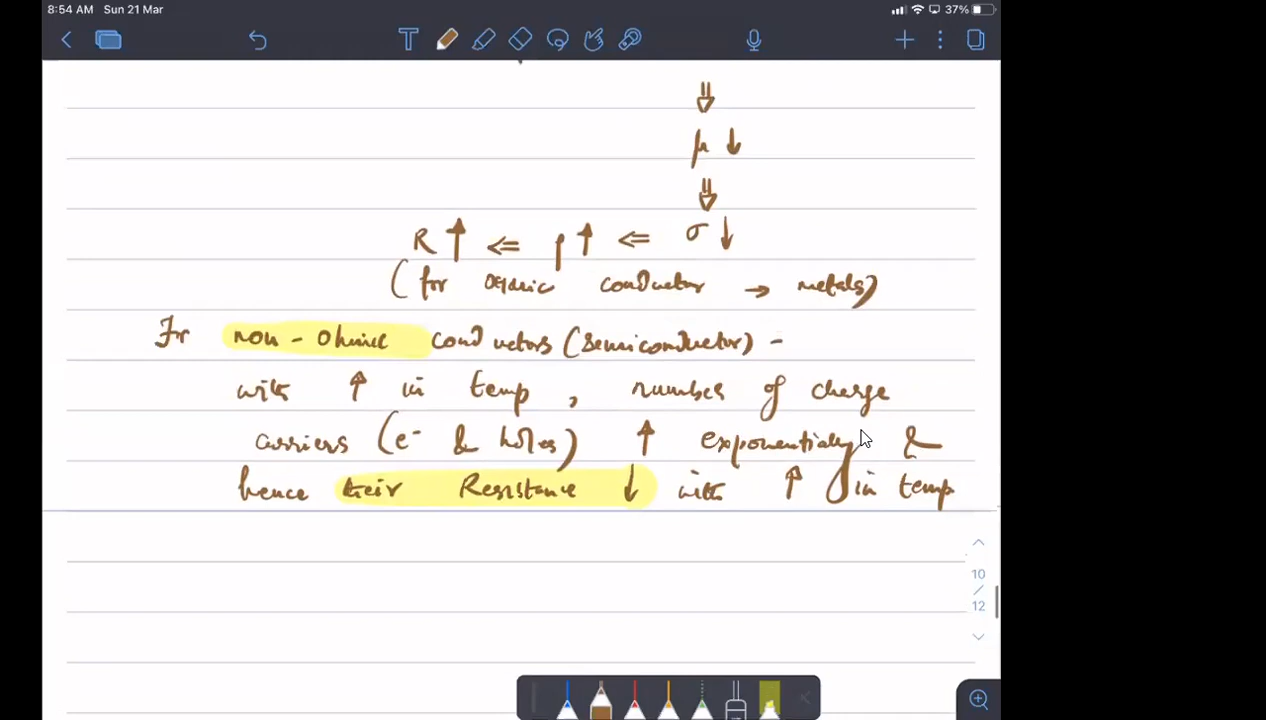 8:54 AM Sun 21 Mar
37%
T
⇓
μ ↓
⇓
R ↑ ⇐ ρ ↑ ⇐ σ ↓
(for ohmic conductor → metals)
For non-ohmic conductors (semiconductor) -
with ↑ in temp, number of charge
carriers (e⁻ & holes) ↑ exponentially &
hence their Resistance ↓ with ↑ in temp
10
/
12